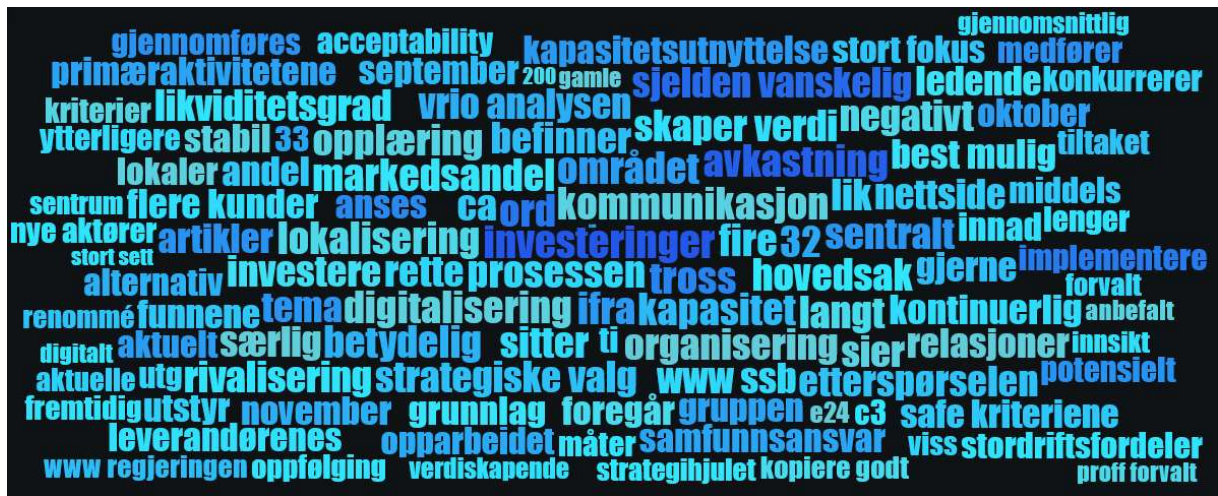 gjennomsnittlig
gjennomføres acceptability kapasitetsutnyttelse stort fokus medfører
primæraktivitetene september 200 gamle sjelden vanskelig ledende konkurrerer
kriterier likviditetsgrad vrio analysen skaper verdi negativt oktober
ytterligere stabil 33 opplæring befinner best mulig tiltaket
lokaler andel markedsandel området avkastning
sentrum flere kunder anses ca ord kommunikasjon lik nettside middels
nye aktører artikler lokalisering investeringer fire 32 sentralt innad lenger
stort sett
alternativ investere rette prosessen tross hovedsak gjerne implementere
forvalt
renommé funnene tema digitalisering ifra kapasitet langt kontinuerlig anbefalt
digitalt aktuelt særlig betydelig sitter ti organisering sier relasjoner innsikt
aktuelle utg rivalisering strategiske valg www ssb etterspørselen potensielt
fremtidig utstyr november grunnlag foregår gruppen e24 c3 safe kriteriene
leverandørenes opparbeidet måter samfunnsansvar viss stordriftsfordeler
www regjeringen oppfølging verdiskapende strategihjulet kopiere godt proff forvalt